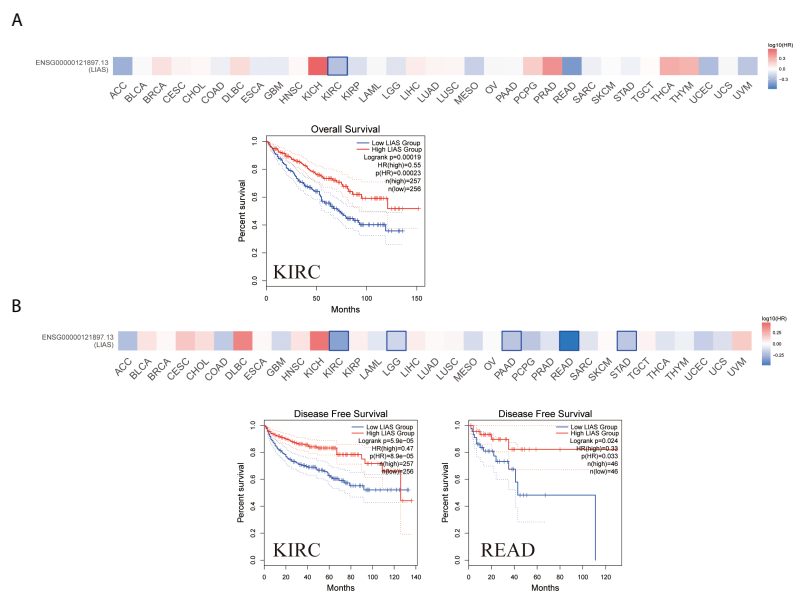 A
ENSG00000121897.13
(LIAS)
log10(HR)
0.3
0.0
-0.3
ACC BLCA BRCA CESC CHOL COAD DLBC ESCA GBM HNSC KICH KIRC KIRP LAML LGG LIHC LUAD LUSC MESO OV PAAD PCPG PRAD READ SARC SKCM STAD TGCT THCA THYM UCEC UCS UVM
Overall Survival
Low LIAS Group
High LIAS Group
Logrank p=0.00019
HR(high)=0.55
p(HR)=0.00023
n(high)=257
n(low)=256
Percent survival
1.0
0.8
0.6
0.4
0.2
0.0
KIRC
0 50 100 150
Months
B
ENSG00000121897.13
(LIAS)
log10(HR)
0.50
0.25
0.00
-0.25
-0.50
ACC BLCA BRCA CESC CHOL COAD DLBC ESCA GBM HNSC KICH KIRC KIRP LAML LGG LIHC LUAD LUSC MESO OV PAAD PCPG PRAD READ SARC SKCM STAD TGCT THCA THYM UCEC UCS UVM
Disease Free Survival
Low LIAS Group
High LIAS Group
Logrank p=5.9e−05
HR(high)=0.47
p(HR)=8.9e−05
n(high)=257
n(low)=256
Percent survival
1.0
0.8
0.6
0.4
0.2
0.0
KIRC
0 20 40 60 80 100 120 140
Months
Disease Free Survival
Low LIAS Group
High LIAS Group
Logrank p=0.024
HR(high)=0.33
p(HR)=0.033
n(high)=46
n(low)=46
Percent survival
1.0
0.8
0.6
0.4
0.2
0.0
READ
0 20 40 60 80 100 120
Months